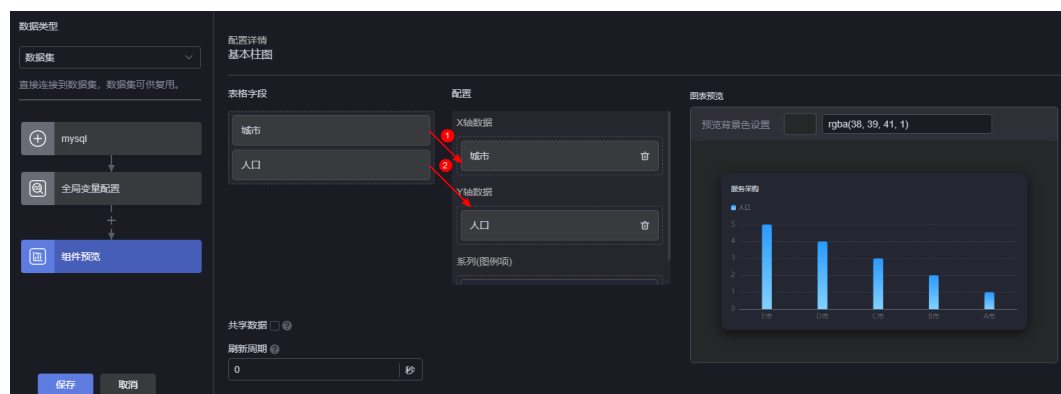 数据类型
数据集
直接连接到数据集，数据集可供复用。
mysql
全局变量配置
+
组件预览
保存
取消
配置详情
基本柱图
表格字段
城市
人口
配置
X轴数据
城市
Y轴数据
人口
系列(图例项)
1
2
共享数据
刷新周期
0
秒
图表预览
预览背景色设置
rgba(38, 39, 41, 1)
服务采购
人口
5
4
3
2
1
0
E市
D市
C市
B市
A市